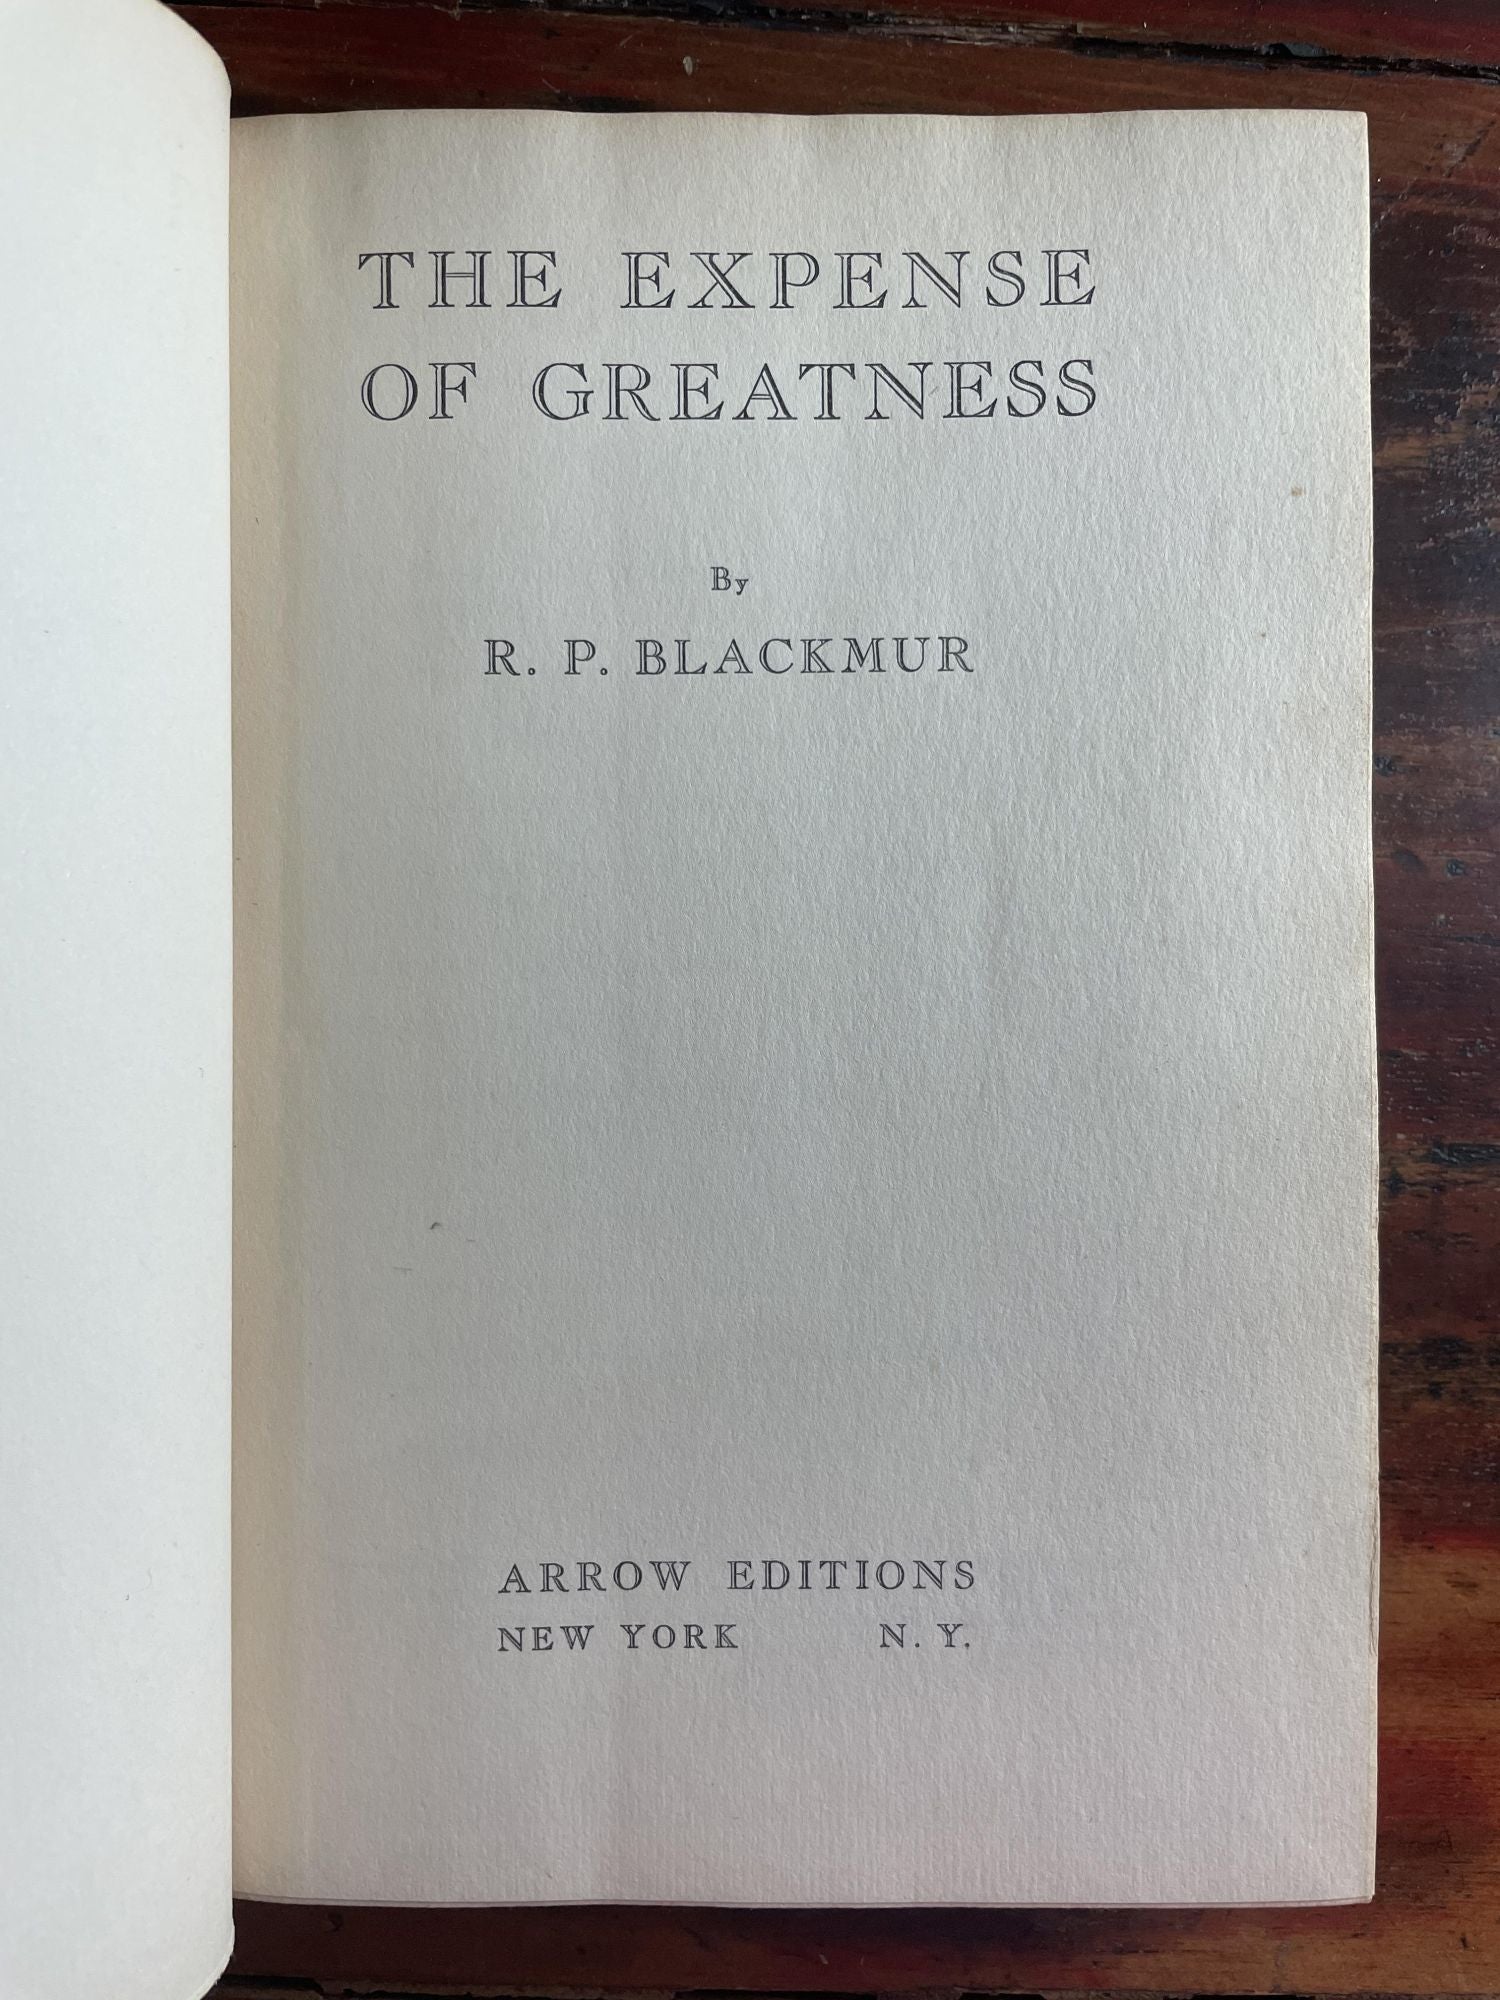 THE EXPENSE
OF GREATNESS
By
R. P. BLACKMUR
ARROW EDITIONS
NEW YORK N. Y.